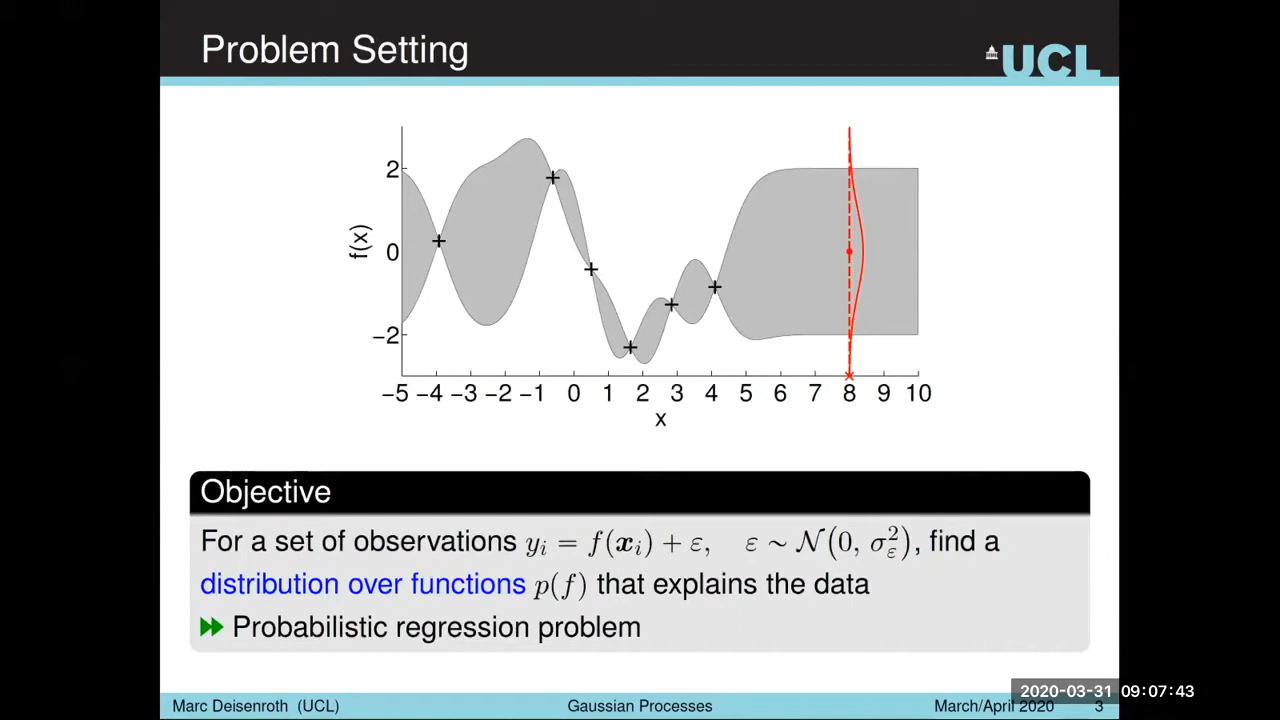 Problem Setting
UCL
2
0
−2
f(x)
−5 −4 −3 −2 −1 0 1 2 3 4 5 6 7 8 9 10
x
Objective
For a set of observations y_i = f(x_i) + ε, ε ∼ N(0, σ_ε^2), find a
distribution over functions p(f) that explains the data
Probabilistic regression problem
Marc Deisenroth (UCL) Gaussian Processes March/April 2020 3
2020-03-31 09:07:43